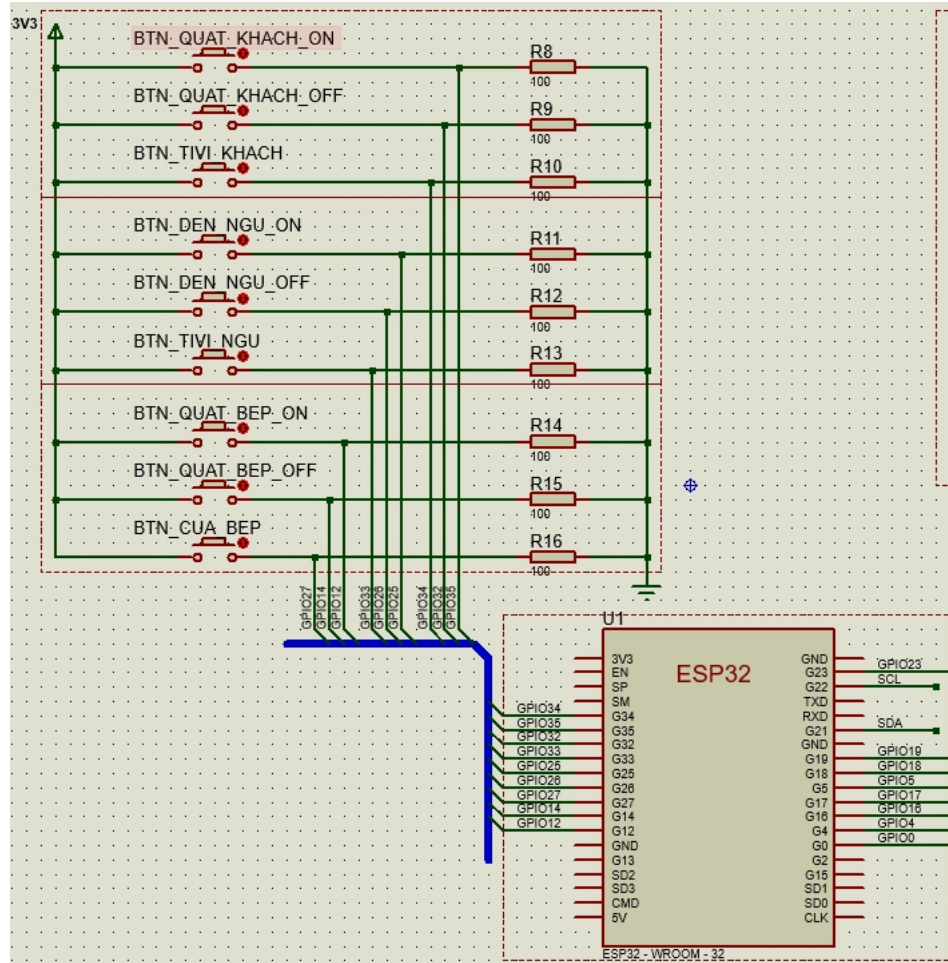 3V3
BTN_QUAT_KHACH_ON
R8
100
BTN_QUAT_KHACH_OFF
R9
100
BTN_TIVI_KHACH
R10
100
BTN_DEN_NGU_ON
R11
100
BTN_DEN_NGU_OFF
R12
100
BTN_TIVI_NGU
R13
100
BTN_QUAT_BEP_ON
R14
100
BTN_QUAT_BEP_OFF
R15
100
BTN_CUA_BEP
R16
100
GPIO27
GPIO14
GPIO12
GPIO33
GPIO26
GPIO25
GPIO34
GPIO32
GPIO35
U1
ESP32
3V3
EN
SP
SM
GPIO34 G34
GPIO35 G35
GPIO32 G32
GPIO33 G33
GPIO25 G25
GPIO26 G26
GPIO27 G27
GPIO14 G14
GPIO12 G12
GND
G13
SD2
SD3
CMD
5V
GND
G23 GPIO23
G22 SCL
TXD
RXD
G21 SDA
GND
G19 GPIO19
G18 GPIO18
G5 GPIO5
G17 GPIO17
G16 GPIO16
G4 GPIO4
G0 GPIO0
G2
G15
SD1
SD0
CLK
ESP32 - WROOM - 32